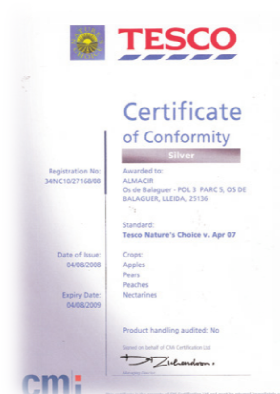 TESCO
Certificate
of Conformity
Silver
Registration No:
34NC10/27160/08
Awarded to:
ALMACIR
Os de Balaguer - POL 3 PARC 5, OS DE
BALAGUER, LLEIDA, 25136
Standard:
Tesco Nature's Choice v. Apr 07
Date of Issue:
04/08/2008
Crops:
Apples
Pears
Peaches
Nectarines
Expiry Date:
04/08/2009
Product handling audited: No
Signed on behalf of CMi Certification Ltd
cmi